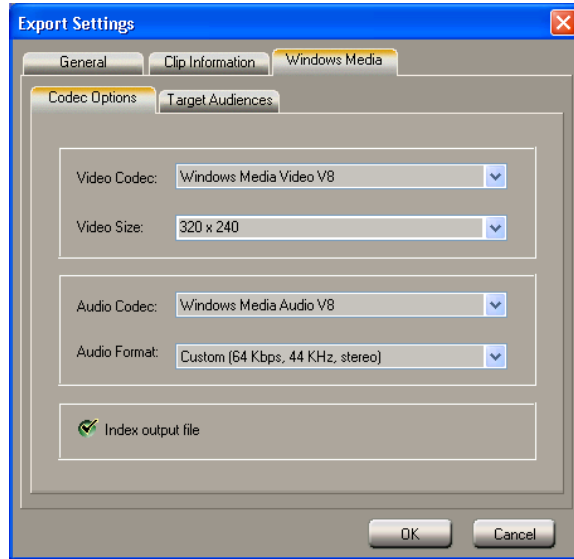 Export Settings
General Clip Information Windows Media
Codec Options Target Audiences
Video Codec: Windows Media Video V8
Video Size: 320 x 240
Audio Codec: Windows Media Audio V8
Audio Format: Custom (64 Kbps, 44 KHz, stereo)
Index output file
OK Cancel